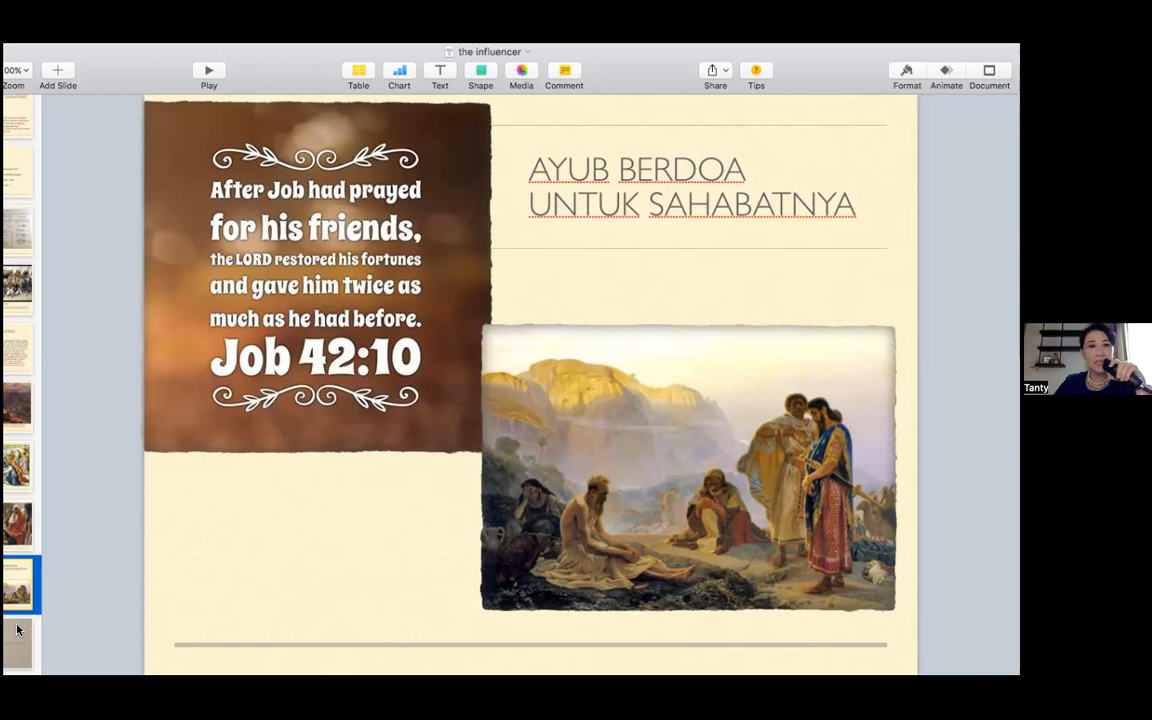 the influencer
00%
Zoom
Add Slide
Play
Table
Chart
Text
Shape
Media
Comment
Share
Tips
Format
Animate
Document
After Job had prayed
for his friends,
the LORD restored his fortunes
and gave him twice as
much as he had before.
Job 42:10
AYUB BERDOA
UNTUK SAHABATNYA
Tanty